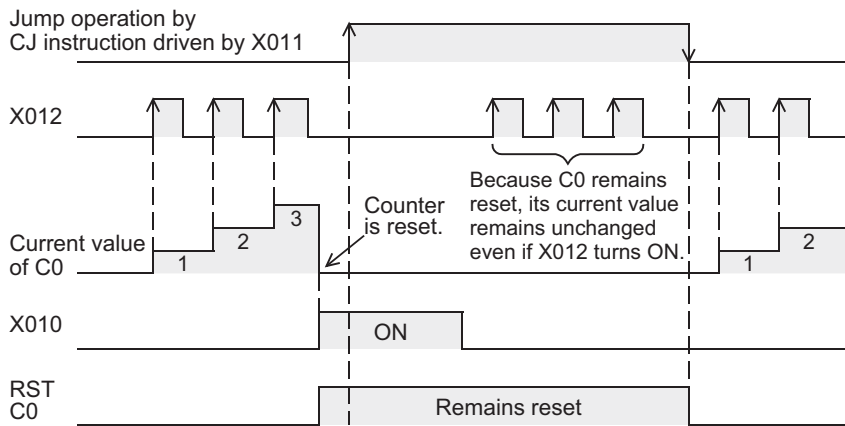 Jump operation by
CJ instruction driven by X011
X012
Current value
of C0
1
2
3
Counter
is reset.
Because C0 remains
reset, its current value
remains unchanged
even if X012 turns ON.
1
2
X010
ON
RST
C0
Remains reset